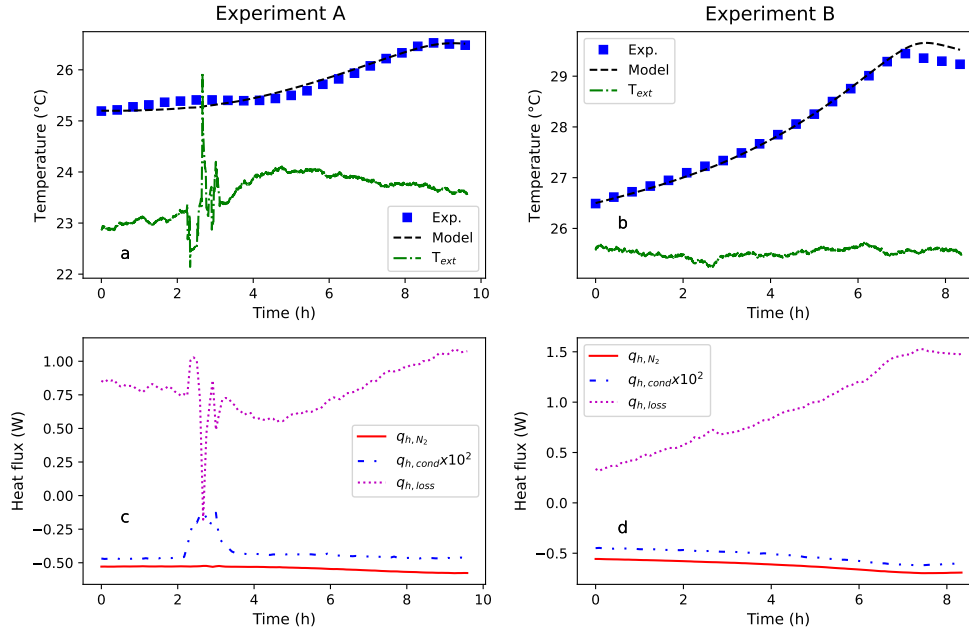 Experiment A
Experiment B
26
25
24
23
22
Temperature (°C)
Exp.
Model
T_ext
a
0
2
4
6
8
10
Time (h)
29
28
27
26
Temperature (°C)
Exp.
Model
T_ext
b
0
2
4
6
8
Time (h)
1.00
0.75
0.50
0.25
0.00
−0.25
−0.50
Heat flux (W)
q_h,N₂
q_h,cond x10²
q_h,loss
c
0
2
4
6
8
10
Time (h)
1.5
1.0
0.5
0.0
−0.5
Heat flux (W)
q_h,N₂
q_h,cond x10²
q_h,loss
d
0
2
4
6
8
Time (h)